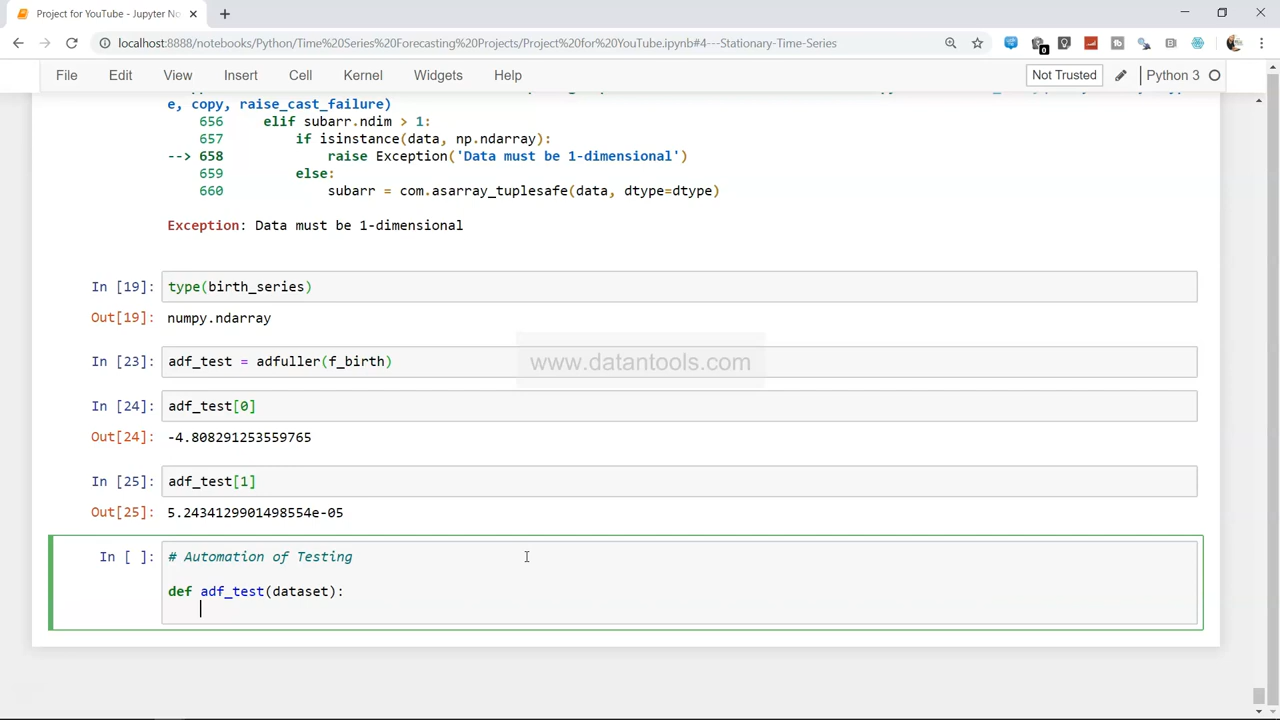 Project for YouTube - Jupyter No
localhost:8888/notebooks/Python/Time%20Series%20Forecasting%20Projects/Project%20for%20YouTube.ipynb#4---Stationary-Time-Series
File Edit View Insert Cell Kernel Widgets Help Not Trusted Python 3
e, copy, raise_cast_failure)
656 elif subarr.ndim > 1:
657 if isinstance(data, np.ndarray):
--> 658 raise Exception('Data must be 1-dimensional')
659 else:
660 subarr = com.asarray_tuplesafe(data, dtype=dtype)
Exception: Data must be 1-dimensional
In [19]: type(birth_series)
Out[19]: numpy.ndarray
In [23]: adf_test = adfuller(f_birth)
www.datantools.com
In [24]: adf_test[0]
Out[24]: -4.808291253559765
In [25]: adf_test[1]
Out[25]: 5.2434129901498554e-05
In [ ]: # Automation of Testing
def adf_test(dataset):